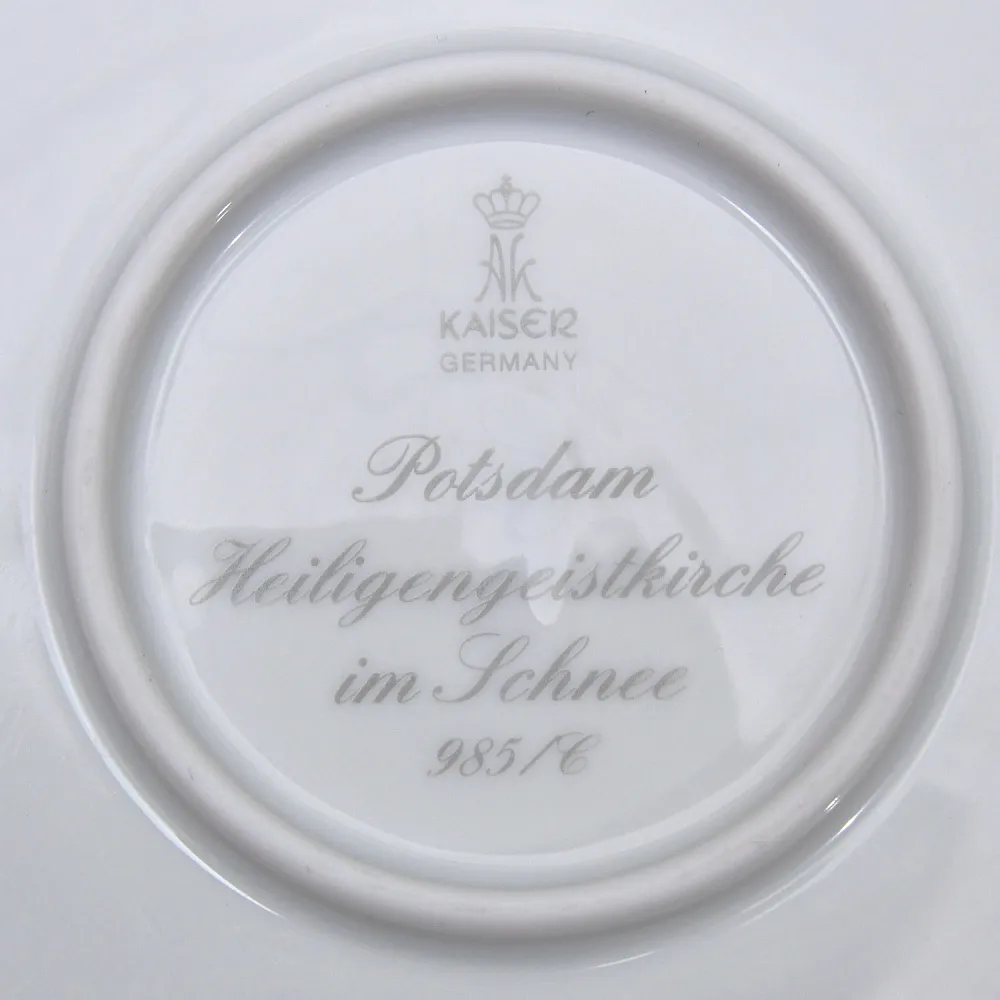 AK
KAISER
GERMANY
Potsdam
Heiligengeistkirche
im Schnee
985/C